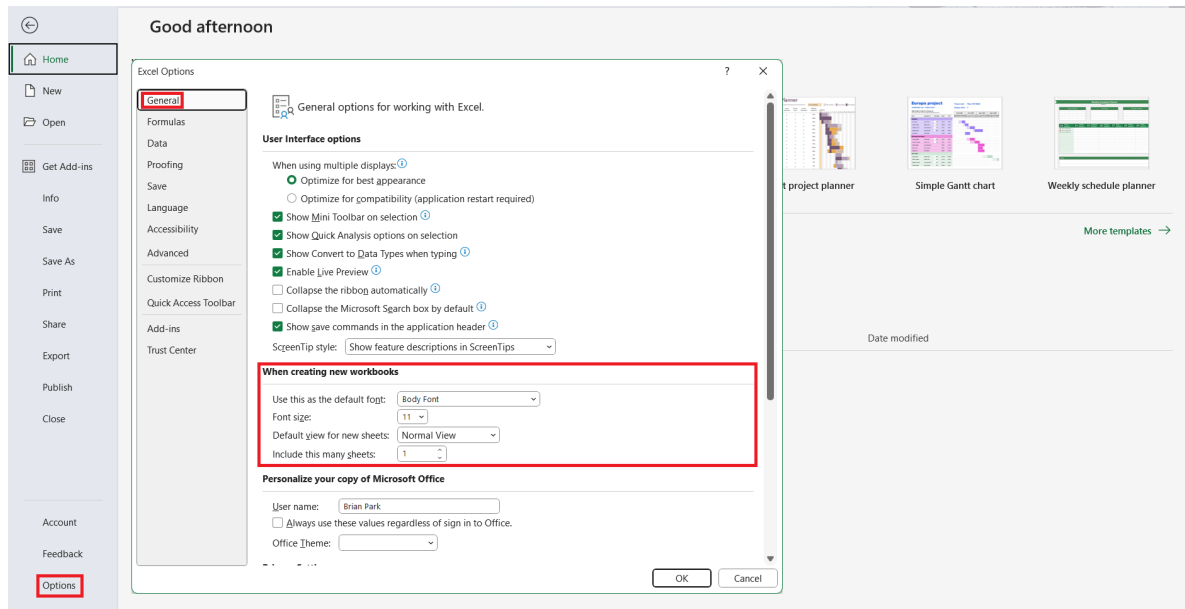 Good afternoon
Home
New
Open
Get Add-ins
Info
Save
Save As
Print
Share
Export
Publish
Close
Account
Feedback
Options
Excel Options
?
General
Formulas
Data
Proofing
Save
Language
Accessibility
Advanced
Customize Ribbon
Quick Access Toolbar
Add-ins
Trust Center
General options for working with Excel.
User Interface options
When using multiple displays:
Optimize for best appearance
Optimize for compatibility (application restart required)
Show Mini Toolbar on selection
Show Quick Analysis options on selection
Show Convert to Data Types when typing
Enable Live Preview
Collapse the ribbon automatically
Collapse the Microsoft Search box by default
Show save commands in the application header
ScreenTip style: Show feature descriptions in ScreenTips
When creating new workbooks
Use this as the default font: Body Font
Font size: 11
Default view for new sheets: Normal View
Include this many sheets: 1
Personalize your copy of Microsoft Office
User name: Brian Park
Always use these values regardless of sign in to Office.
Office Theme:
OK
Cancel
Planner
Europa project
t project planner
Simple Gantt chart
Weekly schedule planner
More templates
Date modified